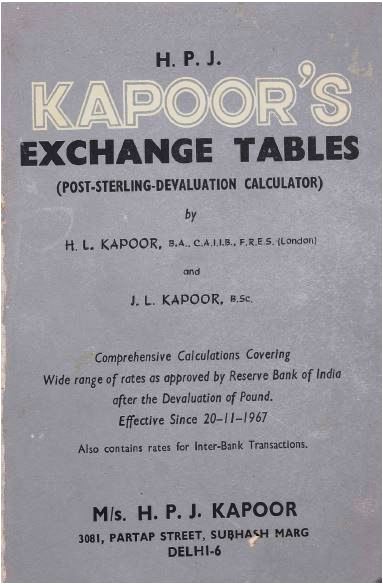 H. P. J.
KAPOOR'S
EXCHANGE TABLES
(POST-STERLING-DEVALUATION CALCULATOR)
by
H. L. KAPOOR, B.A., C.A.I.I.B., F.R.E.S. (London)
and
J. L. KAPOOR, B.Sc.
Comprehensive Calculations Covering
Wide range of rates as approved by Reserve Bank of India
after the Devaluation of Pound.
Effective Since 20-11-1967
Also contains rates for Inter-Bank Transactions.
M/s. H. P. J. KAPOOR
3081, PARTAP STREET, SUBHASH MARG
DELHI-6